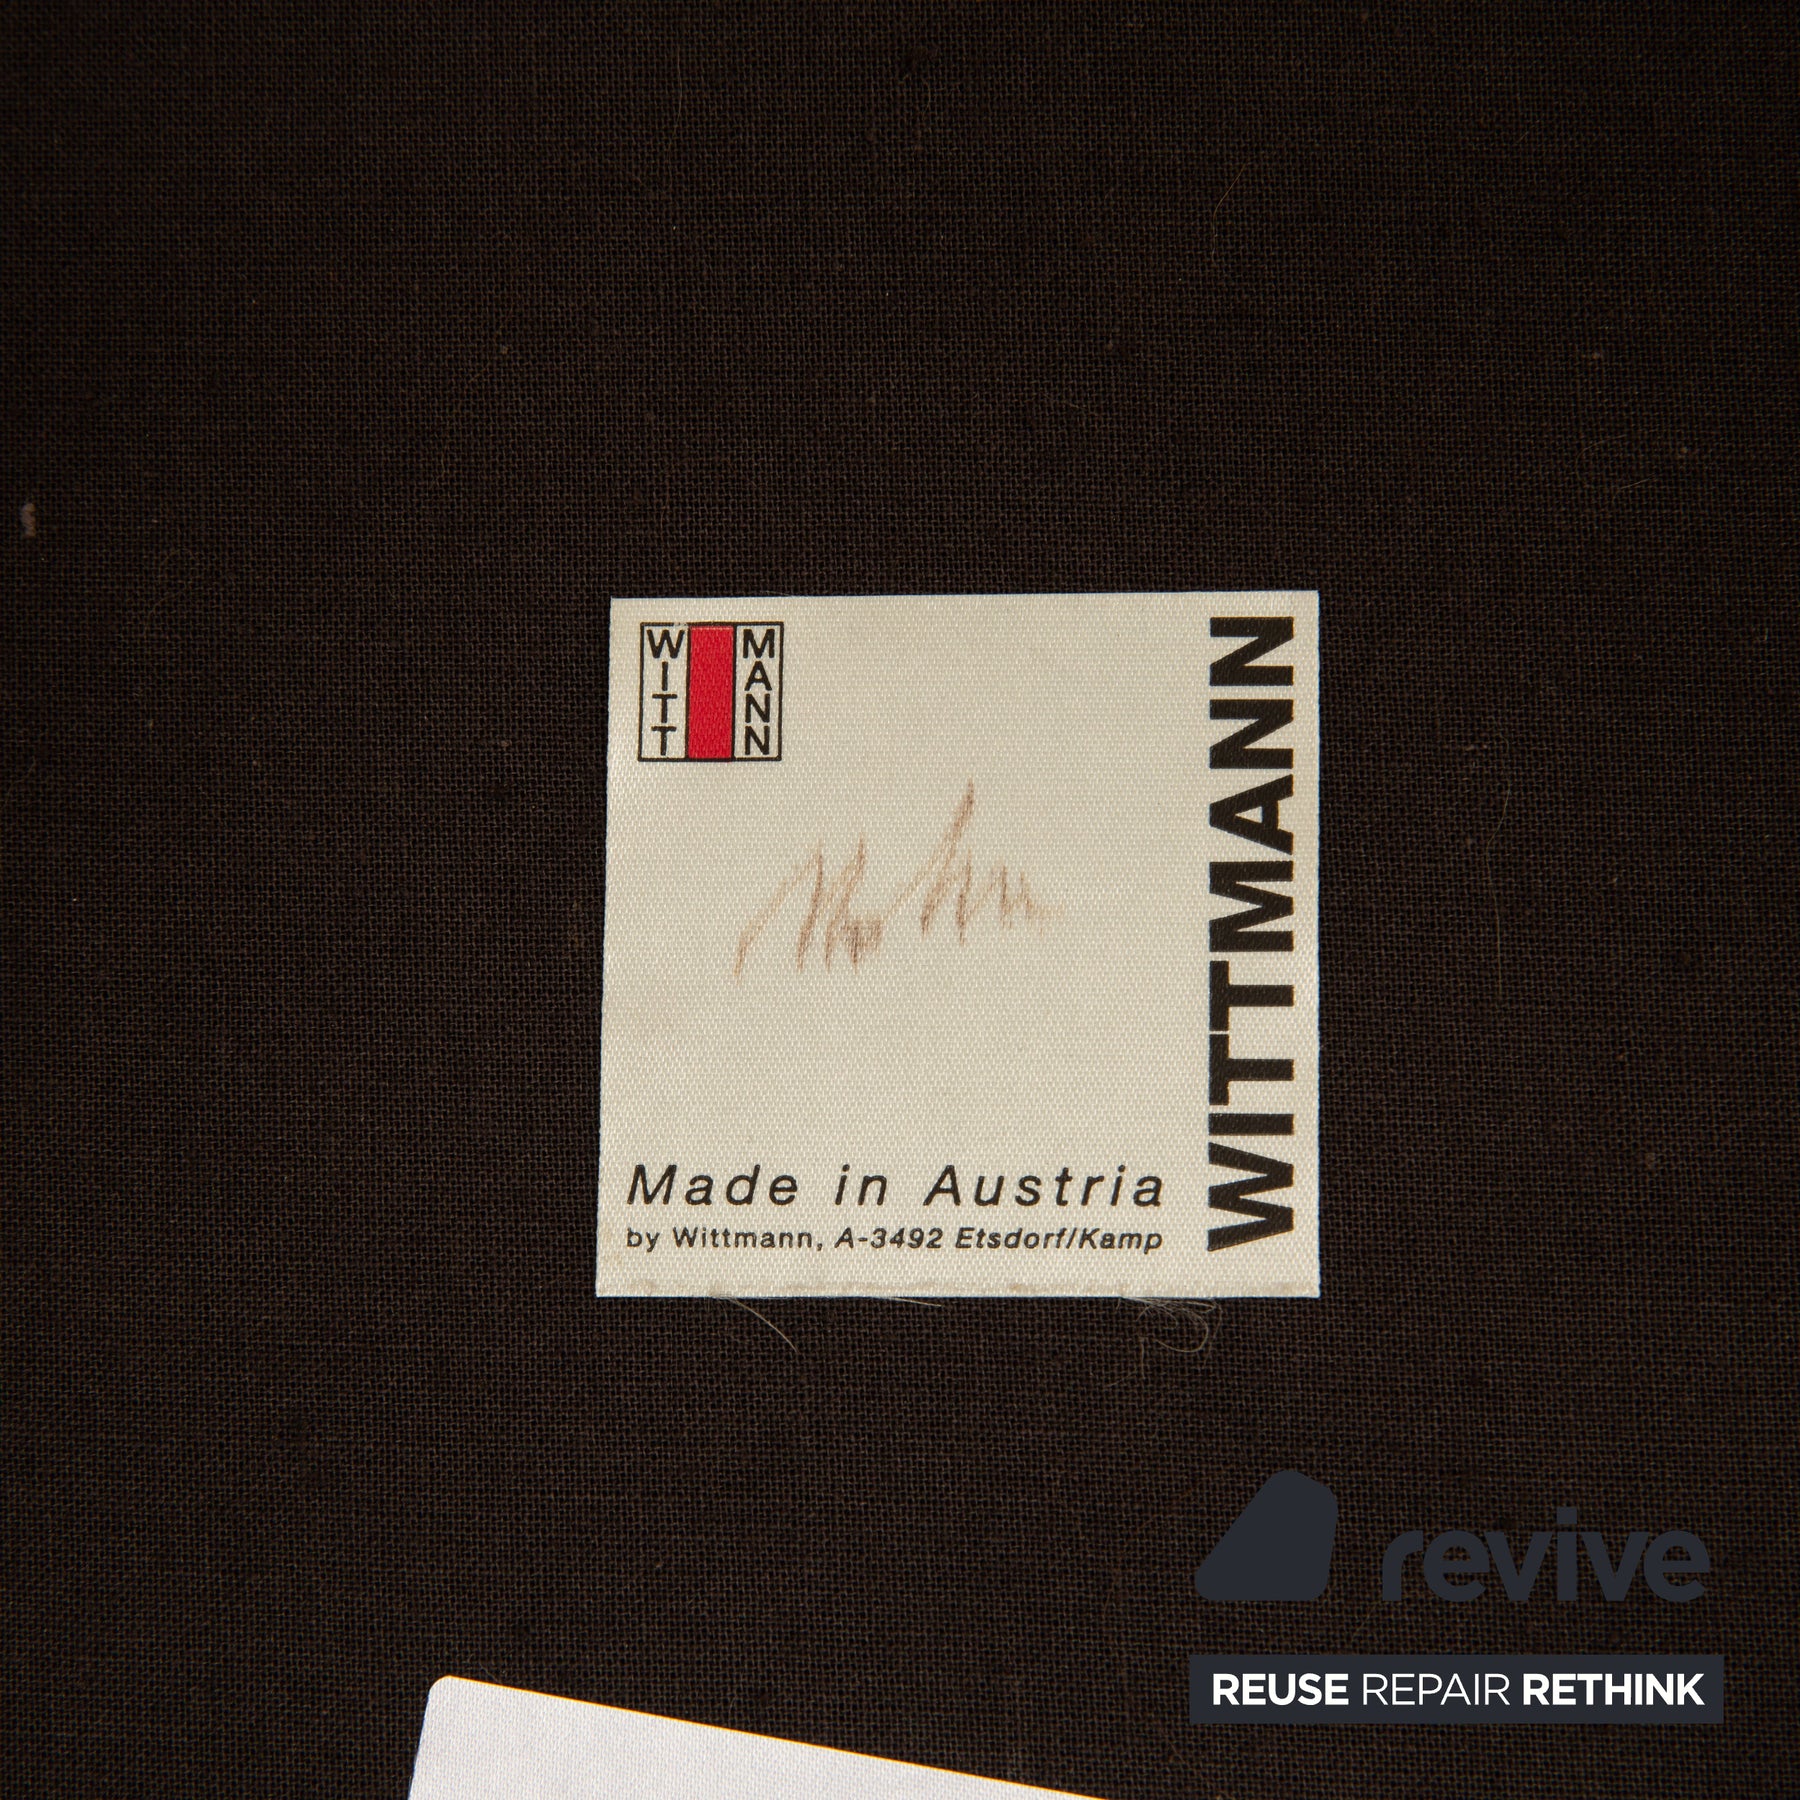 WITT MANN
WITTMANN
Made in Austria
by Wittmann, A-3492 Etsdorf/Kamp
revive
REUSE REPAIR RETHINK